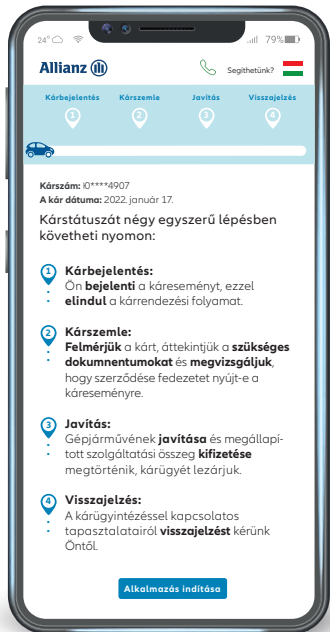 24°
79%
Allianz
Segíthetünk?
Kárbejelentés Kárszemle Javítás Visszajelzés
1 2 3 4
Kárszám: i0****4907
A kár dátuma: 2022. január 17.
Kárstátuszát négy egyszerű lépésben
követheti nyomon:
1 Kárbejelentés:
Ön bejelenti a káreseményt, ezzel
elindul a kárrendezési folyamat.
2 Kárszemle:
Felmérjük a kárt, áttekintjük a szükséges
dokumnentumokat és megvizsgáljuk,
hogy szerződése fedezetet nyújt-e a
káreseményre.
3 Javítás:
Gépjárművének javítása és megállapí-
tott szolgáltatási összeg kifizetése
megtörténik, kárügyét lezárjuk.
4 Visszajelzés:
A kárügyintézéssel kapcsolatos
tapasztalatairól visszajelzést kérünk
Öntől.
Alkalmazás indítása